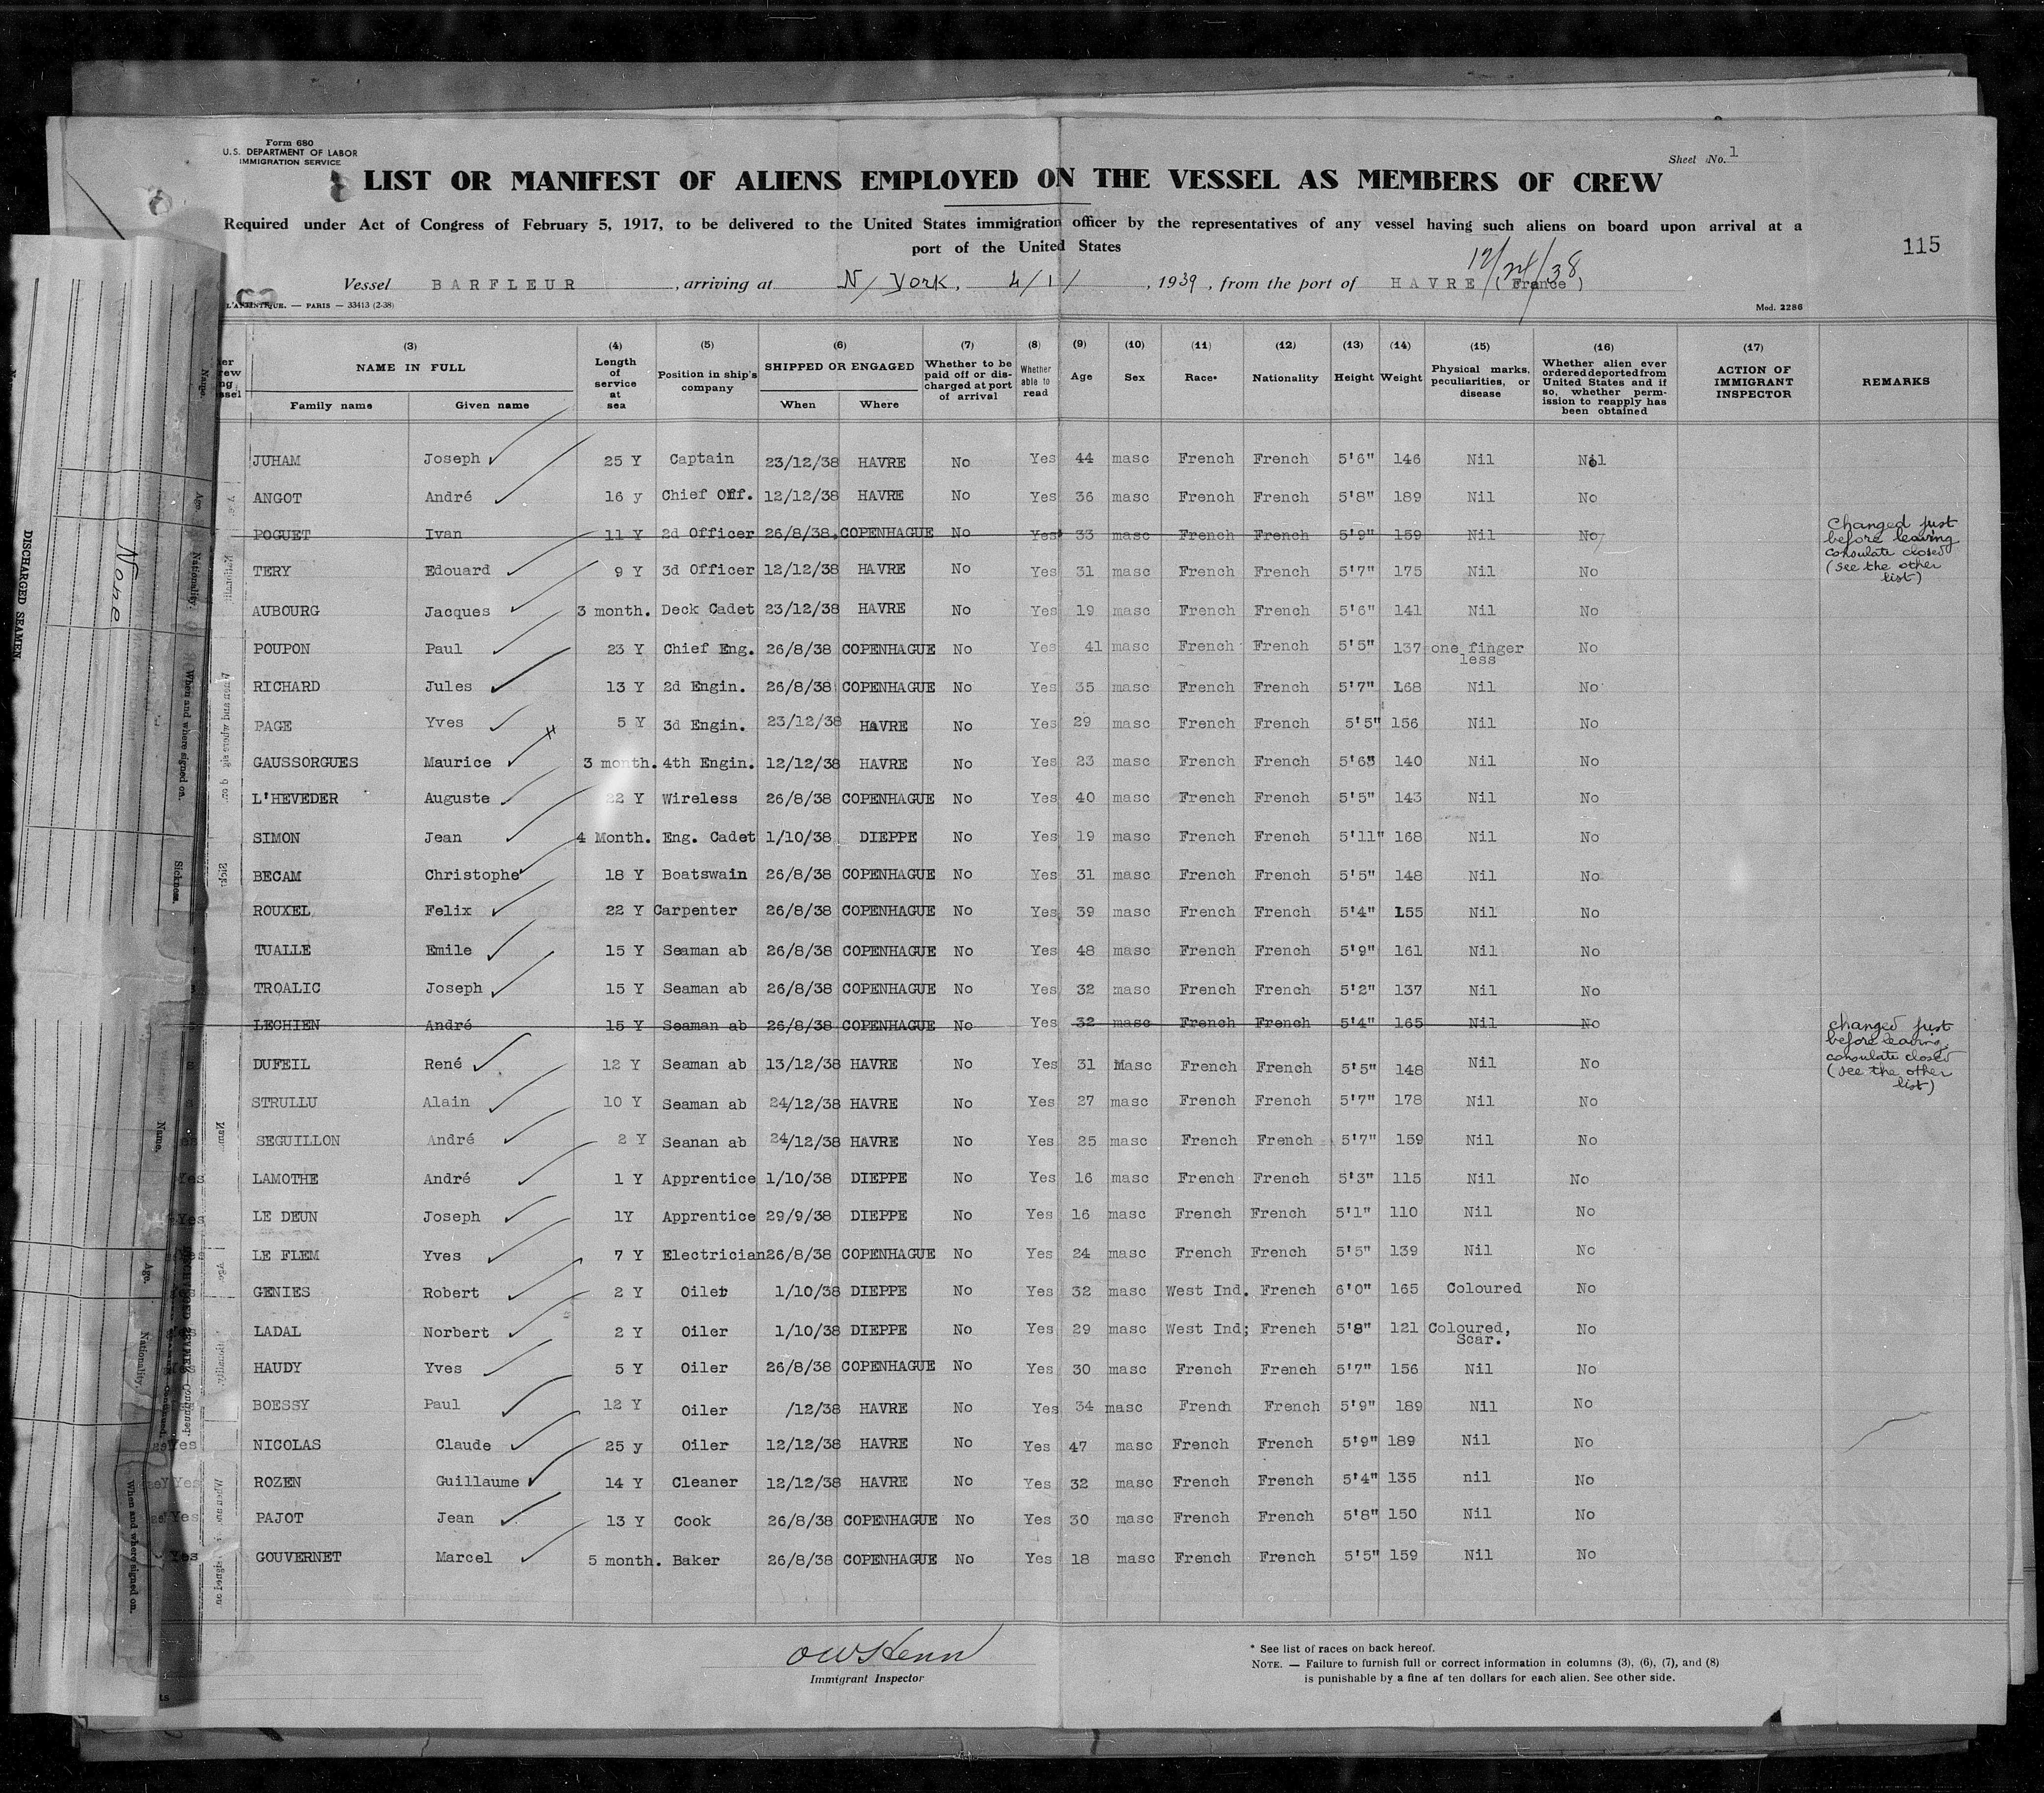 Form 680
U.S. DEPARTMENT OF LABOR
IMMIGRATION SERVICE
Sheet No. 1
LIST OR MANIFEST OF ALIENS EMPLOYED ON THE VESSEL AS MEMBERS OF CREW
Required under Act of Congress of February 5, 1917, to be delivered to the United States immigration officer by the representatives of any vessel having such aliens on board upon arrival at a
port of the United States
115
12/24/38
Vessel BARFLEUR, arriving at N/ York, 4/1/, 1939, from the port of HAVRE (France)
PARIS — 33413 (2-38)
Mod. 2286
(3) (4) (5) (6) (7) (8) (9) (10) (11) (12) (13) (14) (15) (16) (17)
NAME IN FULL Length of service at sea Position in ship's company SHIPPED OR ENGAGED Whether to be paid off or discharged at port of arrival Whether able to read Age Sex Race* Nationality Height Weight Physical marks, peculiarities, or disease Whether alien ever ordered deported from United States and if so, whether permission to reapply has been obtained ACTION OF IMMIGRANT INSPECTOR REMARKS
Family name Given name When Where
JUHAM Joseph 25 Y Captain 23/12/38 HAVRE No Yes 44 masc French French 5'6" 146 Nil No
ANGOT André 16 y Chief Off. 12/12/38 HAVRE No Yes 36 masc French French 5'8" 189 Nil No
POGUET Ivan 11 Y 2d Officer 26/8/38 COPENHAGUE No Yes 33 masc French French 5'9" 159 Nil No Changed just before leaving consulate closed (see the other list)
TERY Edouard 9 Y 3d Officer 12/12/38 HAVRE No Yes 31 masc French French 5'7" 175 Nil No
AUBOURG Jacques 3 month. Deck Cadet 23/12/38 HAVRE No Yes 19 masc French French 5'6" 141 Nil No
POUPON Paul 23 Y Chief Eng. 26/8/38 COPENHAGUE No Yes 41 masc French French 5'5" 137 one finger less No
RICHARD Jules 13 Y 2d Engin. 26/8/38 COPENHAGUE No Yes 35 masc French French 5'7" 168 Nil No
PAGE Yves 5 Y 3d Engin. 23/12/38 HAVRE No Yes 29 masc French French 5'5" 156 Nil No
GAUSSORGUES Maurice 3 month. 4th Engin. 12/12/38 HAVRE No Yes 23 masc French French 5'6" 140 Nil No
L'HEVEDER Auguste 22 Y Wireless 26/8/38 COPENHAGUE No Yes 40 masc French French 5'5" 143 Nil No
SIMON Jean 4 Month. Eng. Cadet 1/10/38 DIEPPE No Yes 19 masc French French 5'11" 168 Nil No
BECAM Christophe 18 Y Boatswain 26/8/38 COPENHAGUE No Yes 31 masc French French 5'5" 148 Nil No
ROUXEL Felix 22 Y Carpenter 26/8/38 COPENHAGUE No Yes 39 masc French French 5'4" 155 Nil No
TUALLE Emile 15 Y Seaman ab 26/8/38 COPENHAGUE No Yes 48 masc French French 5'9" 161 Nil No
TROALIC Joseph 15 Y Seaman ab 26/8/38 COPENHAGUE No Yes 32 masc French French 5'2" 137 Nil No
LECHIEN André 15 Y Seaman ab 26/8/38 COPENHAGUE No Yes 32 masc French French 5'4" 165 Nil No changed just before leaving, consulate closed (see the other list)
DUFEIL René 12 Y Seaman ab 13/12/38 HAVRE No Yes 31 Masc French French 5'5" 148 Nil No
STRULLU Alain 10 Y Seaman ab 24/12/38 HAVRE No Yes 27 masc French French 5'7" 178 Nil No
SEGUILLON André 2 Y Seanan ab 24/12/38 HAVRE No Yes 25 masc French French 5'7" 159 Nil No
LAMOTHE André 1 Y Apprentice 1/10/38 DIEPPE No Yes 16 masc French French 5'3" 115 Nil No
LE DEUN Joseph 1Y Apprentice 29/9/38 DIEPPE No Yes 16 masc French French 5'1" 110 Nil No
LE FLEM Yves 7 Y Electrician 26/8/38 COPENHAGUE No Yes 24 masc French French 5'5" 139 Nil No
GENIES Robert 2 Y Oiler 1/10/38 DIEPPE No Yes 32 masc West Ind. French 6'0" 165 Coloured No
LADAL Norbert 2 Y Oiler 1/10/38 DIEPPE No Yes 29 masc West Ind; French 5'8" 121 Coloured, Scar. No
HAUDY Yves 5 Y Oiler 26/8/38 COPENHAGUE No Yes 30 masc French French 5'7" 156 Nil No
BOESSY Paul 12 Y Oiler /12/38 HAVRE No Yes 34 masc French French 5'9" 189 Nil No
NICOLAS Claude 25 y Oiler 12/12/38 HAVRE No Yes 47 masc French French 5'9" 189 Nil No
ROZEN Guillaume 14 Y Cleaner 12/12/38 HAVRE No Yes 32 masc French French 5'4" 135 nil No
PAJOT Jean 13 Y Cook 26/8/38 COPENHAGUE No Yes 30 masc French French 5'8" 150 Nil No
GOUVERNET Marcel 5 month. Baker 26/8/38 COPENHAGUE No Yes 18 masc French French 5'5" 159 Nil No
Immigrant Inspector
* See list of races on back hereof.
NOTE. — Failure to furnish full or correct information in columns (3), (6), (7), and (8)
is punishable by a fine af ten dollars for each alien. See other side.
DISCHARGED SEAMEN
None
Name.
Age.
Nationality.
When and where signed on.
Sickness.
Name.
Age.
Nationality.
When and where signed on.